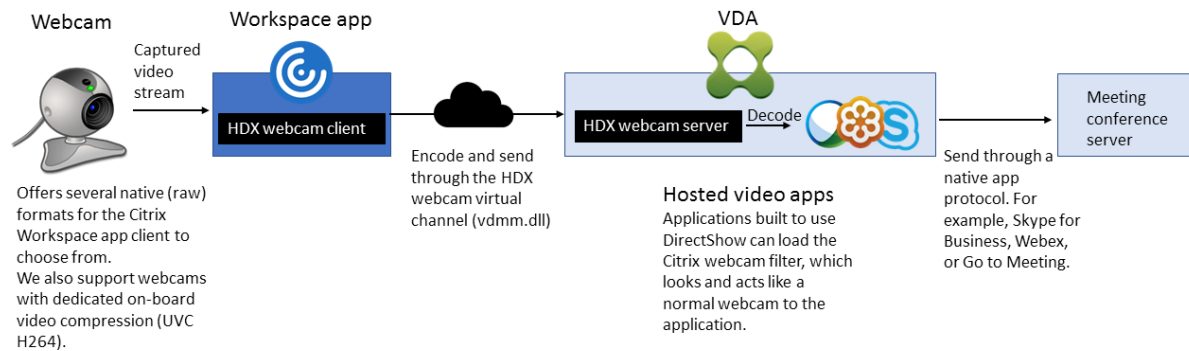 Webcam
Workspace app
VDA
Captured
video
stream
HDX webcam client
HDX webcam server
Decode
Meeting
conference
server
Offers several native (raw)
formats for the Citrix
Workspace app client to
choose from.
We also support webcams
with dedicated on-board
video compression (UVC
H264).
Encode and send
through the HDX
webcam virtual
channel (vdmm.dll)
Hosted video apps
Applications built to use
DirectShow can load the
Citrix webcam filter, which
looks and acts like a
normal webcam to the
application.
Send through a
native app
protocol. For
example, Skype for
Business, Webex,
or Go to Meeting.